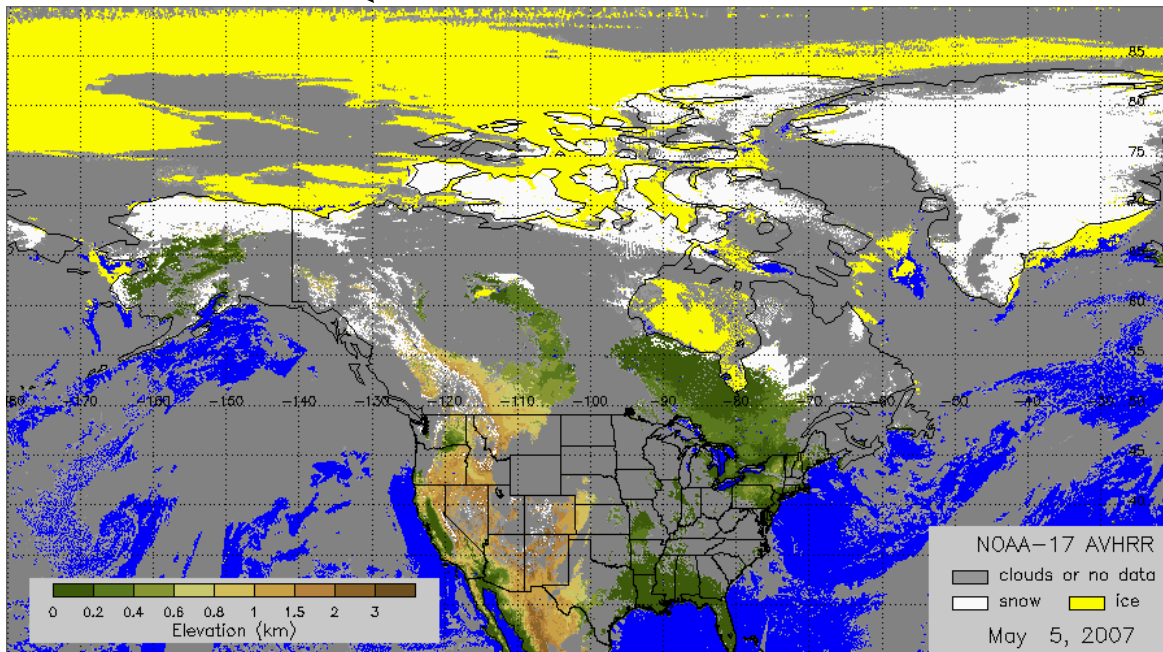 85
80
75
70
65
60
55
-80 -170 -160 -150 -140 -130 -120 -110 -100 -90 -80 -70 -60 -50 -40 -30 -20 50
45
40
NOAA-17 AVHRR
clouds or no data
snow ice
May 5, 2007
0 0.2 0.4 0.6 0.8 1 1.5 2 3
Elevation (km)